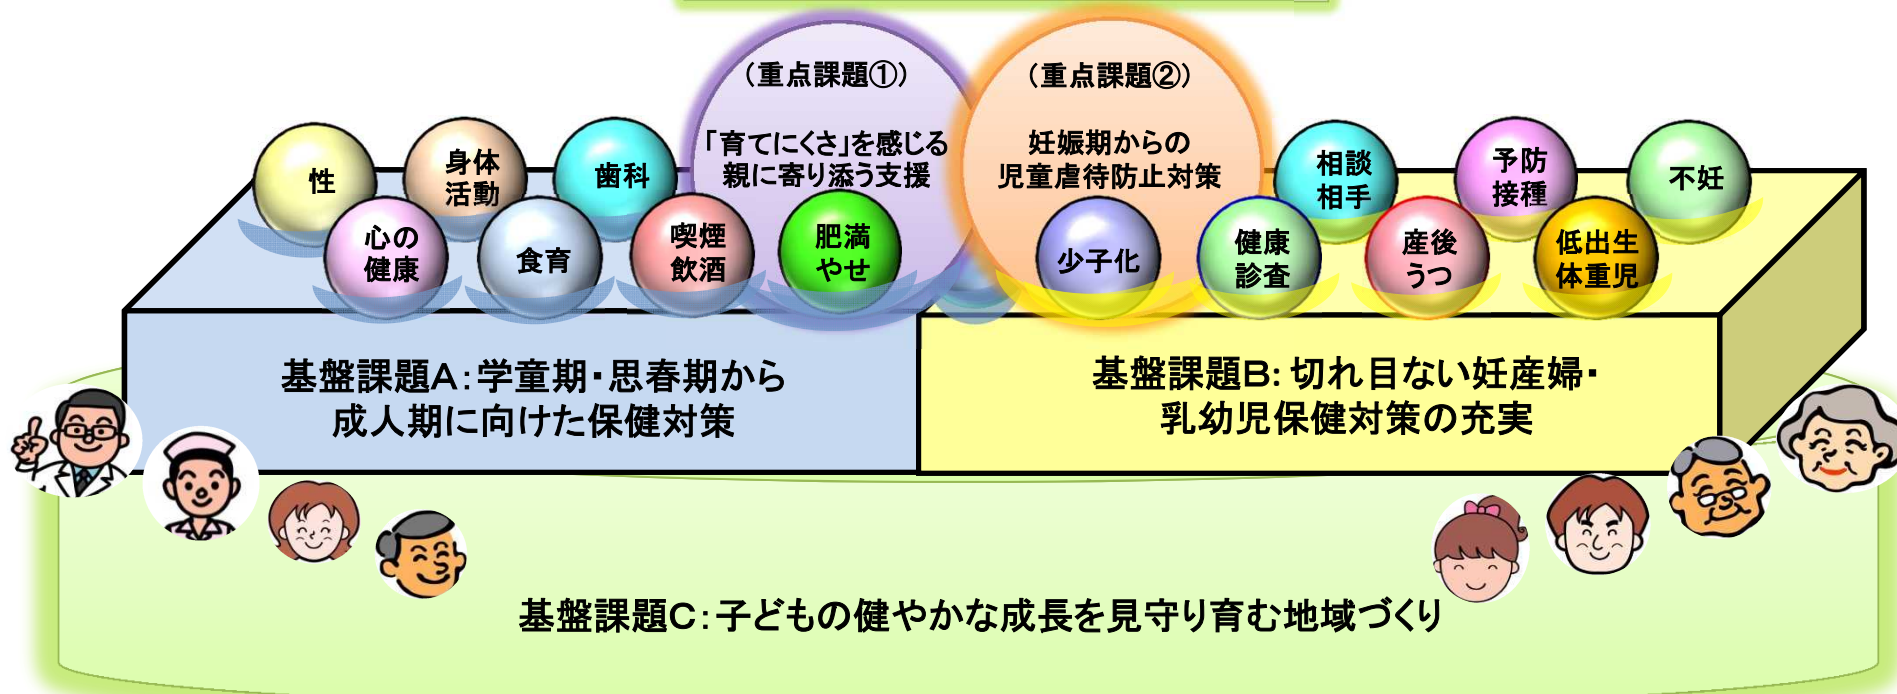 (重点課題①)
「育てにくさ」を感じる
親に寄り添う支援
(重点課題②)
妊娠期からの
児童虐待防止対策
性
身体
活動
歯科
心の
健康
食育
喫煙
飲酒
肥満
やせ
相談
相手
予防
接種
不妊
少子化
健康
診査
産後
うつ
低出生
体重児
基盤課題A:学童期・思春期から
成人期に向けた保健対策
基盤課題B:切れ目ない妊産婦・
乳幼児保健対策の充実
基盤課題C:子どもの健やかな成長を見守り育む地域づくり